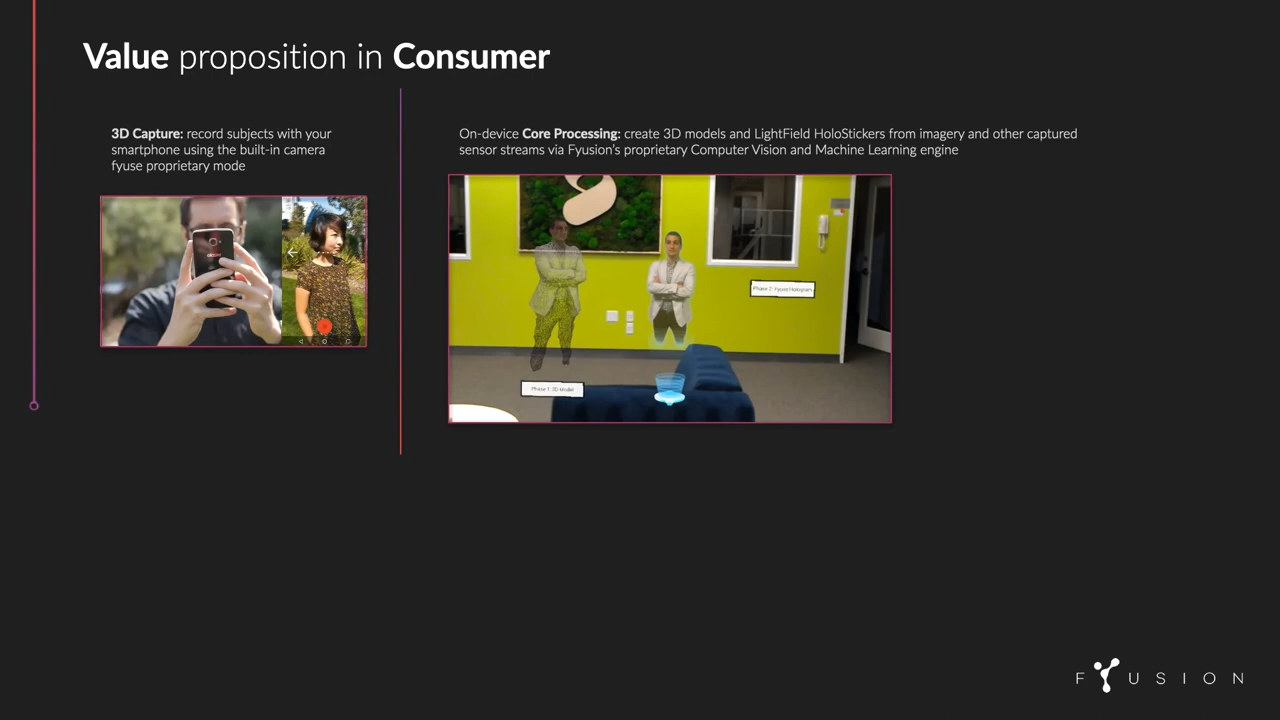 Value proposition in Consumer
3D Capture: record subjects with your
smartphone using the built-in camera
fyuse proprietary mode
On-device Core Processing: create 3D models and LightField HoloStickers from imagery and other captured
sensor streams via Fyusion's proprietary Computer Vision and Machine Learning engine
alcatel
Phase 2: Fyuse Hologram
Phase 1: 3D Model
FYUSION